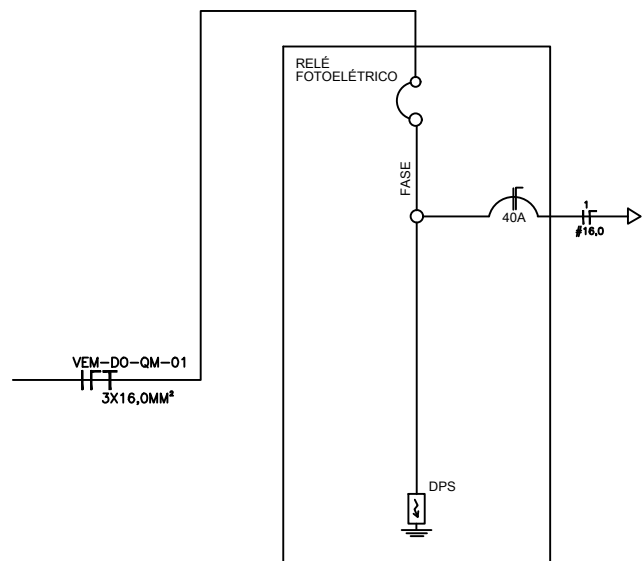 RELÉ
FOTOELÉTRICO
FASE
40A
1
#16,0
VEM-DO-QM-01
3X16,0MM²
DPS